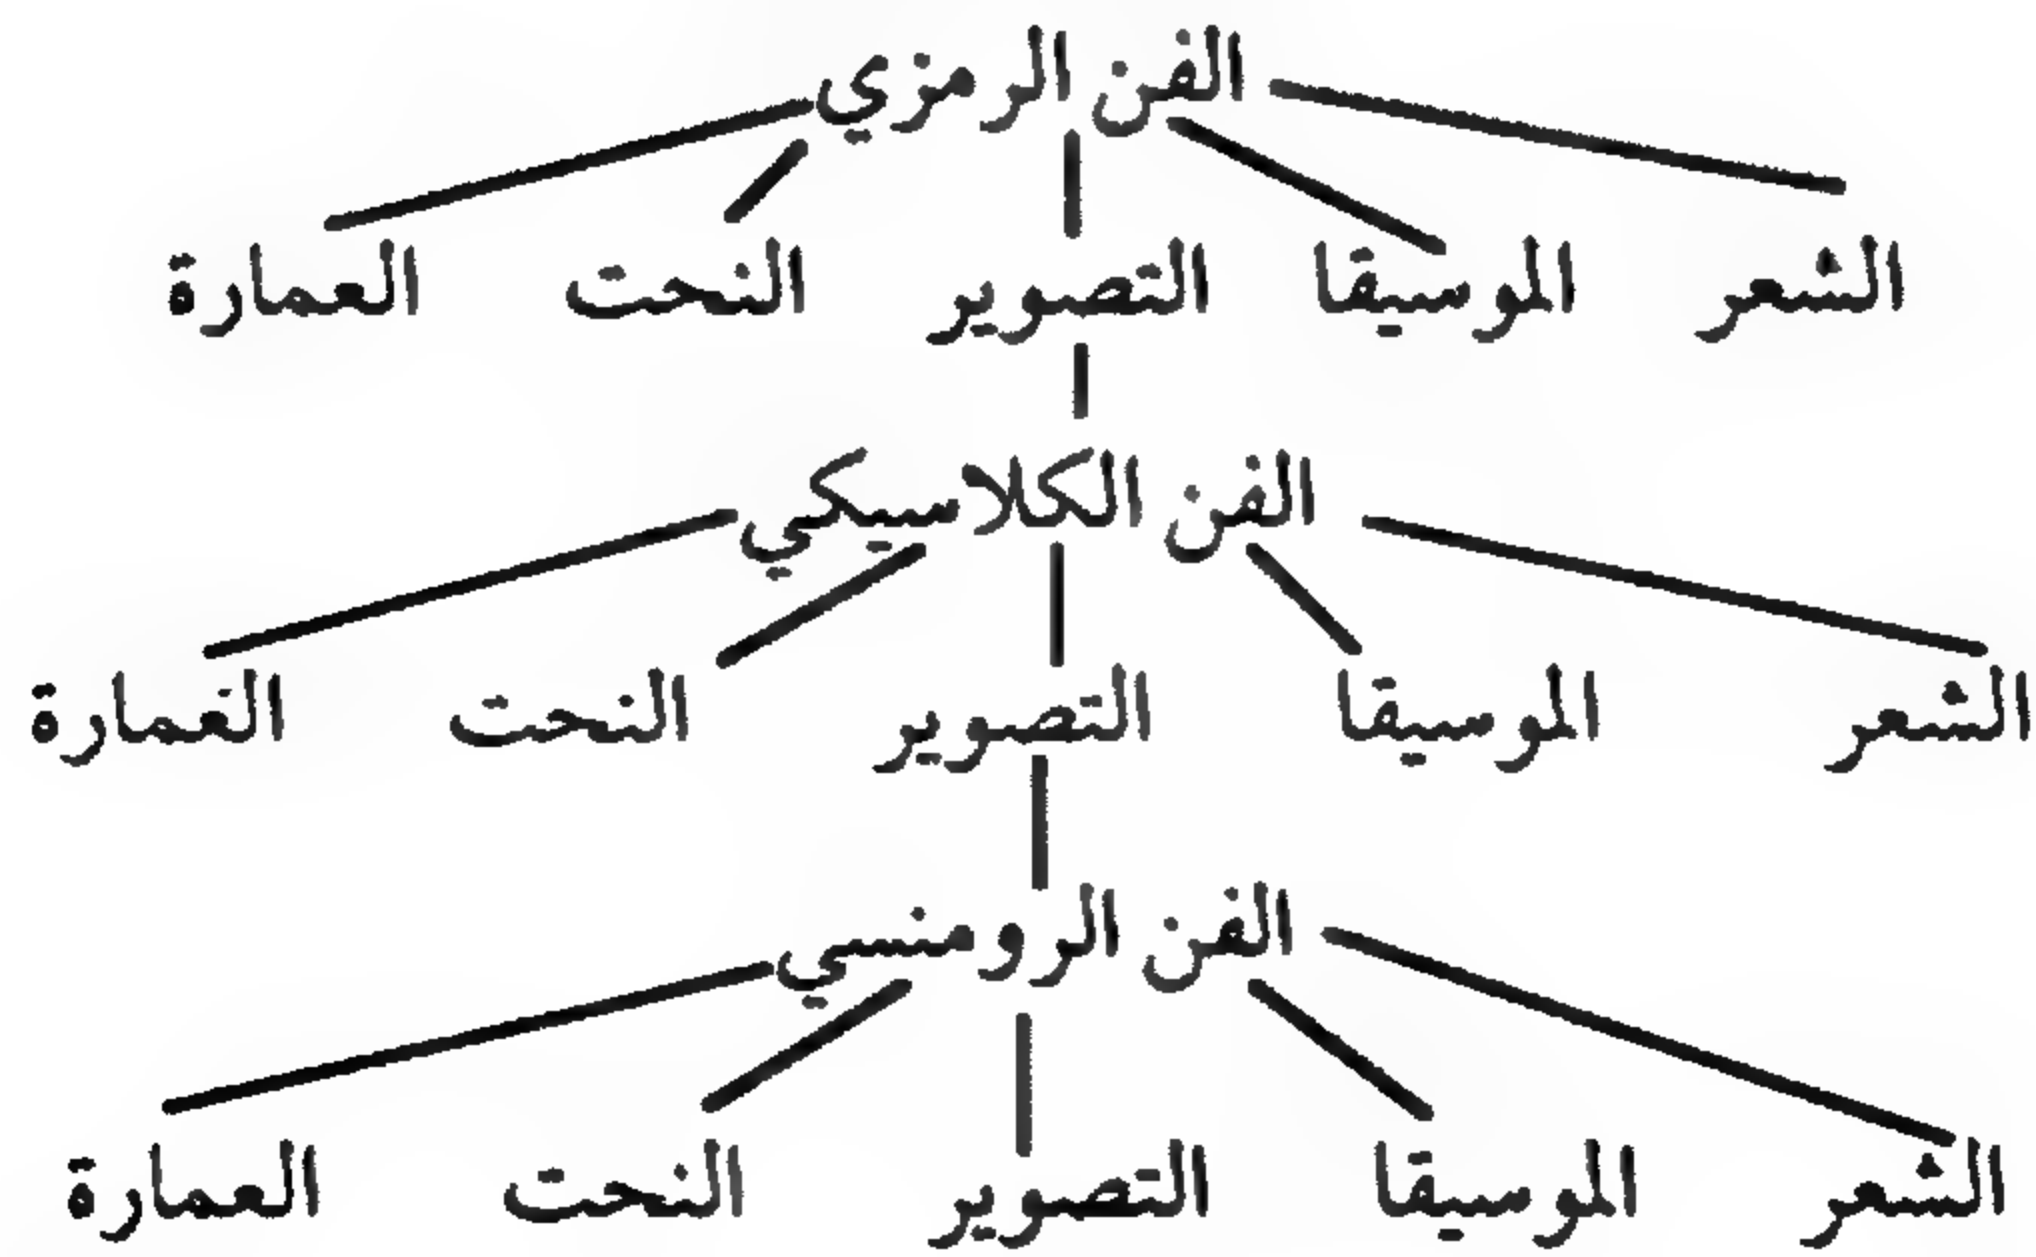 الفن الرمزي
الشعر الموسيقا التصوير النحت العمارة
الفن الكلاسيكي
الشعر الموسيقا التصوير النحت العمارة
الفن الرومنسي
الشعر الموسيقا التصوير النحت العمارة